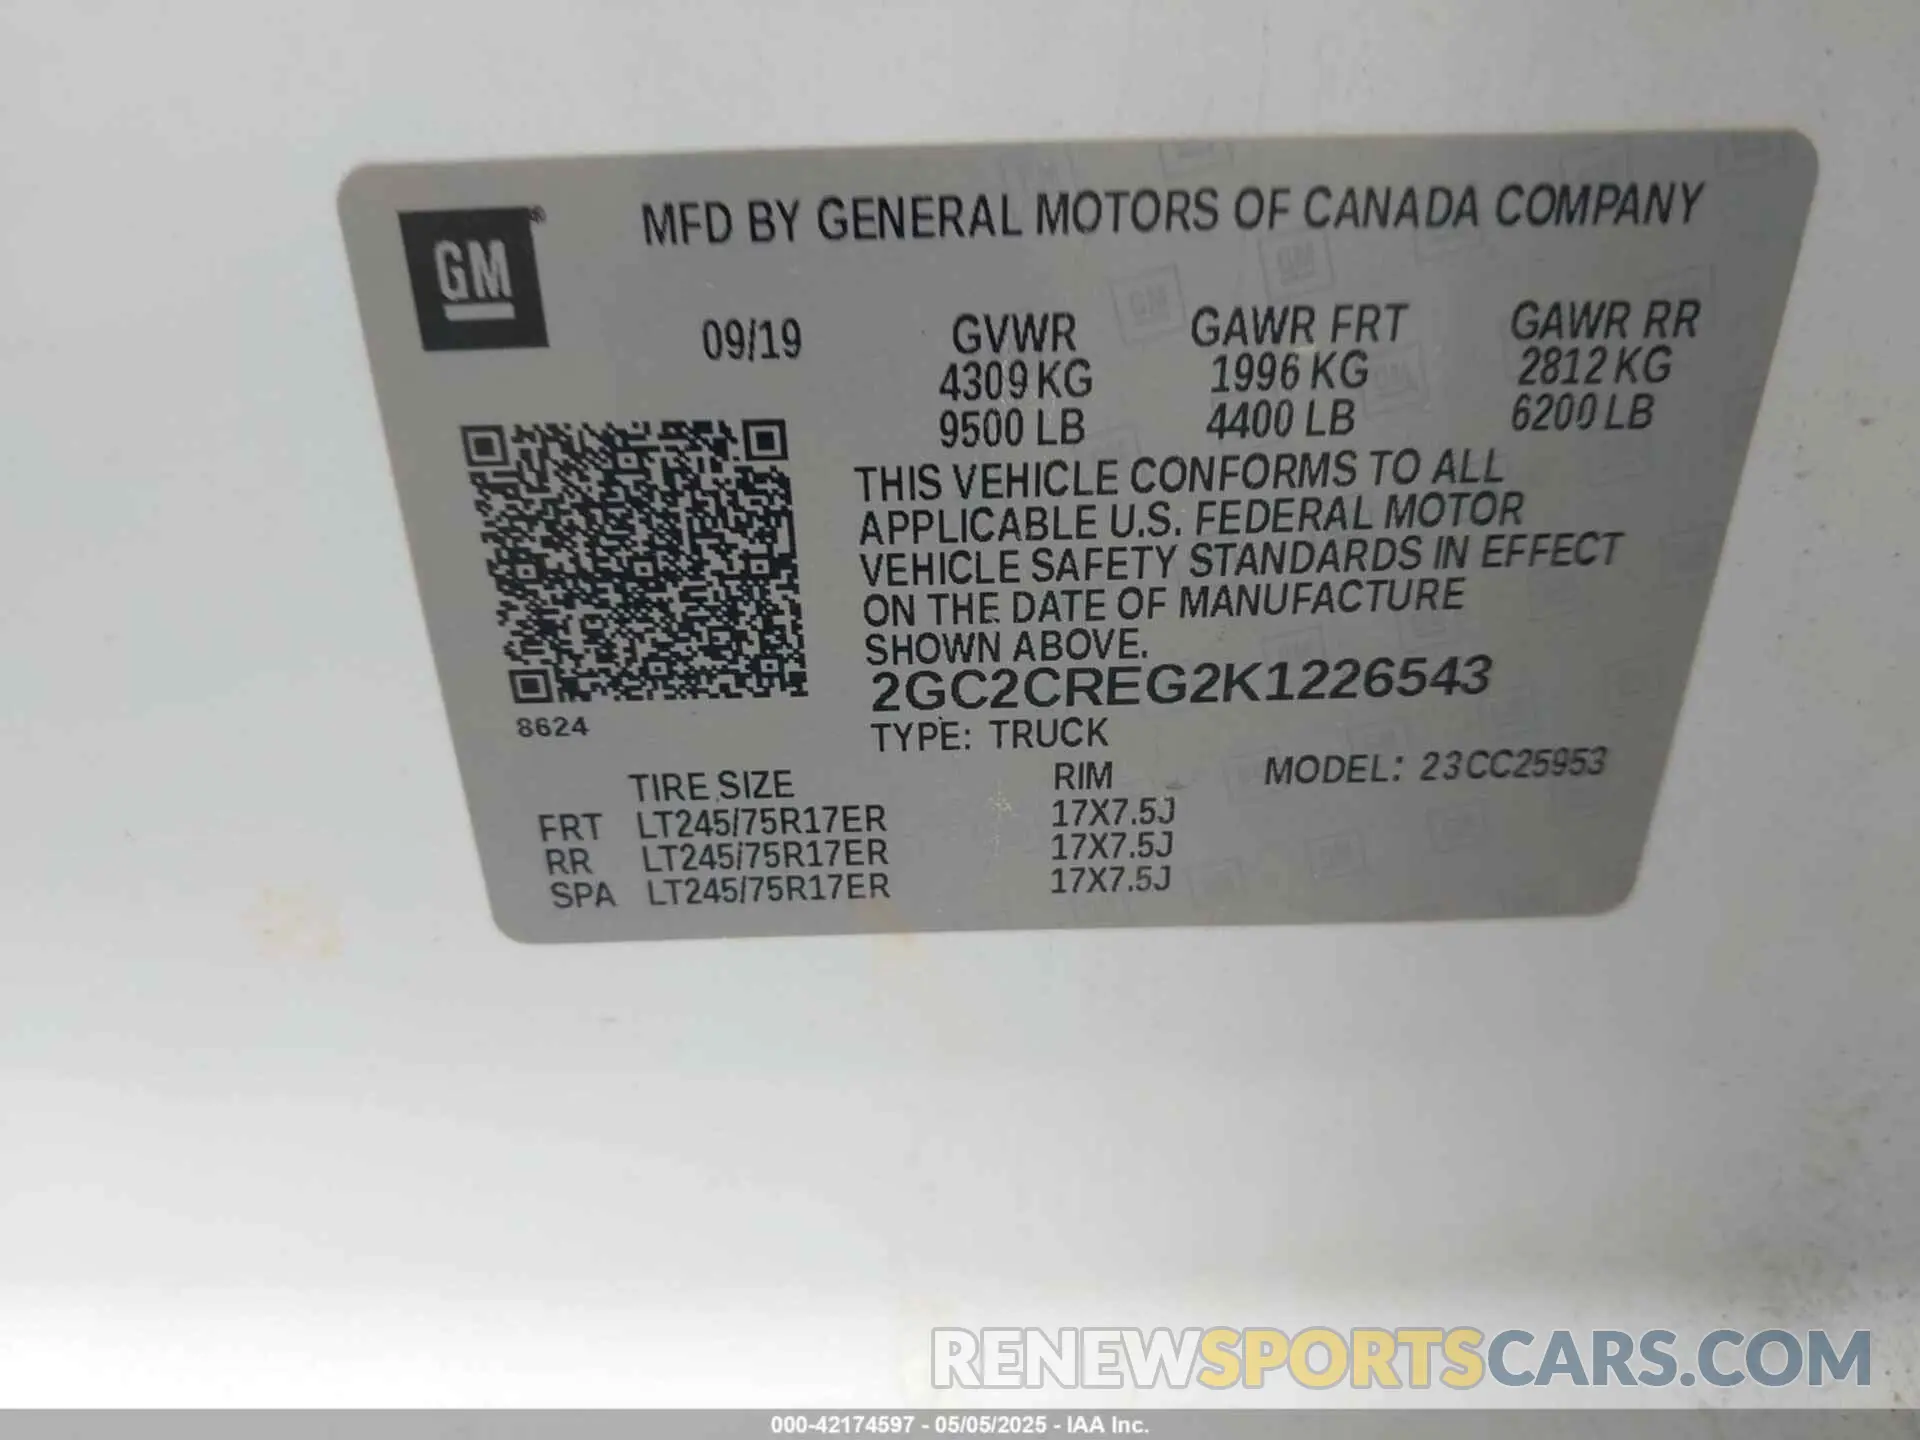 GM®
MFD BY GENERAL MOTORS OF CANADA COMPANY
09/19
GVWR GAWR FRT GAWR RR
4309 KG 1996 KG 2812 KG
9500 LB 4400 LB 6200 LB
THIS VEHICLE CONFORMS TO ALL
APPLICABLE U.S. FEDERAL MOTOR
VEHICLE SAFETY STANDARDS IN EFFECT
ON THE DATE OF MANUFACTURE
SHOWN ABOVE.
2GC2CREG2K1226543
8624
TYPE: TRUCK
TIRE SIZE RIM MODEL: 23CC25953
FRT LT245/75R17ER 17X7.5J
RR LT245/75R17ER 17X7.5J
SPA LT245/75R17ER 17X7.5J
RENEWSPORTSCARS.COM
000-42174597 - 05/05/2025 - IAA Inc.